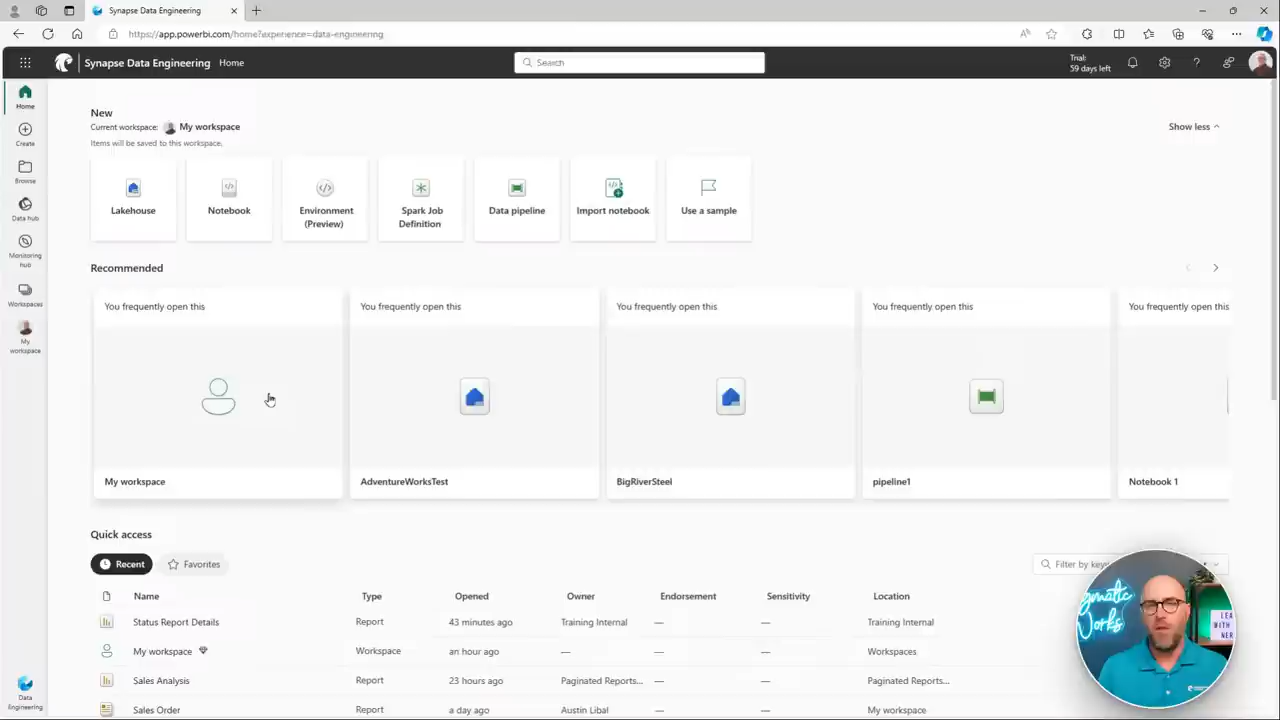 Synapse Data Engineering
https://app.powerbi.com/home?experience=data-engineering
Synapse Data Engineering Home
Search
Trial:
59 days left
Home
Create
Browse
Data hub
Monitoring
hub
Workspaces
My
workspace
Data
Engineering
New
Current workspace: My workspace
Show less
Items will be saved to this workspace.
Lakehouse
Notebook
Environment
(Preview)
Spark Job
Definition
Data pipeline
Import notebook
Use a sample
Recommended
You frequently open this
You frequently open this
You frequently open this
You frequently open this
You frequently open this
My workspace
AdventureWorksTest
BigRiverSteel
pipeline1
Notebook 1
Quick access
Recent Favorites
Filter by
Name Type Opened Owner Endorsement Sensitivity Location
Status Report Details Report 43 minutes ago Training Internal — — Training Internal
My workspace Workspace an hour ago — — — Workspaces
Sales Analysis Report 23 hours ago Paginated Reports... — — Paginated Reports...
Sales Order Report a day ago Austin Libal — — My workspace
Works